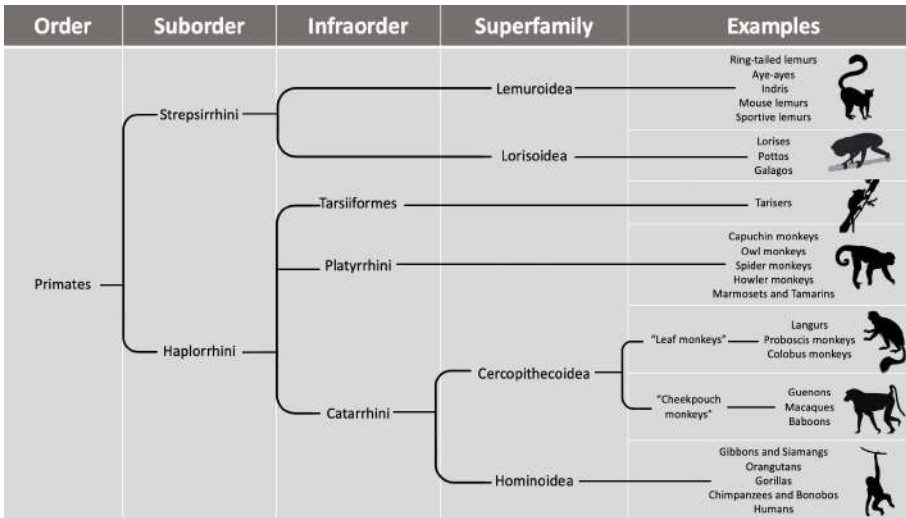 Order Suborder Infraorder Superfamily Examples
Ring-tailed lemurs
Aye-ayes
Lemuroidea Indris
Mouse lemurs
Strepsirrhini Sportive lemurs
Lorises
Lorisoidea Pottos
Galagos
Tarsiiformes Tarisers
Capuchin monkeys
Owl monkeys
Platyrrhini Spider monkeys
Howler monkeys
Primates Marmosets and Tamarins
Langurs
Haplorrhini "Leaf monkeys" Proboscis monkeys
Colobus monkeys
Cercopithecoidea
Guenons
Catarrhini "Cheekpouch Macaques
monkeys" Baboons
Gibbons and Siamangs
Orangutans
Hominoidea Gorillas
Chimpanzees and Bonobos
Humans